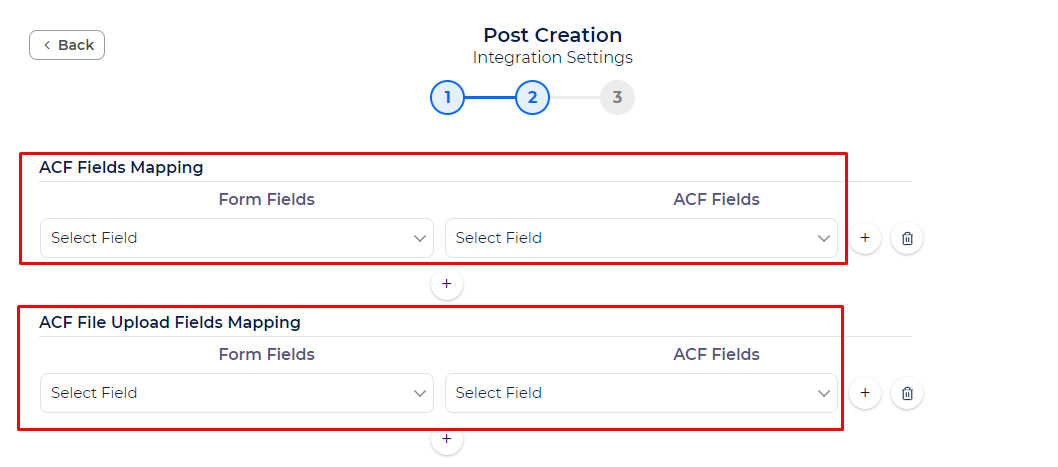 Back
Post Creation
Integration Settings
1 2 3
ACF Fields Mapping
Form Fields ACF Fields
Select Field Select Field + 
+
ACF File Upload Fields Mapping
Form Fields ACF Fields
Select Field Select Field +
+